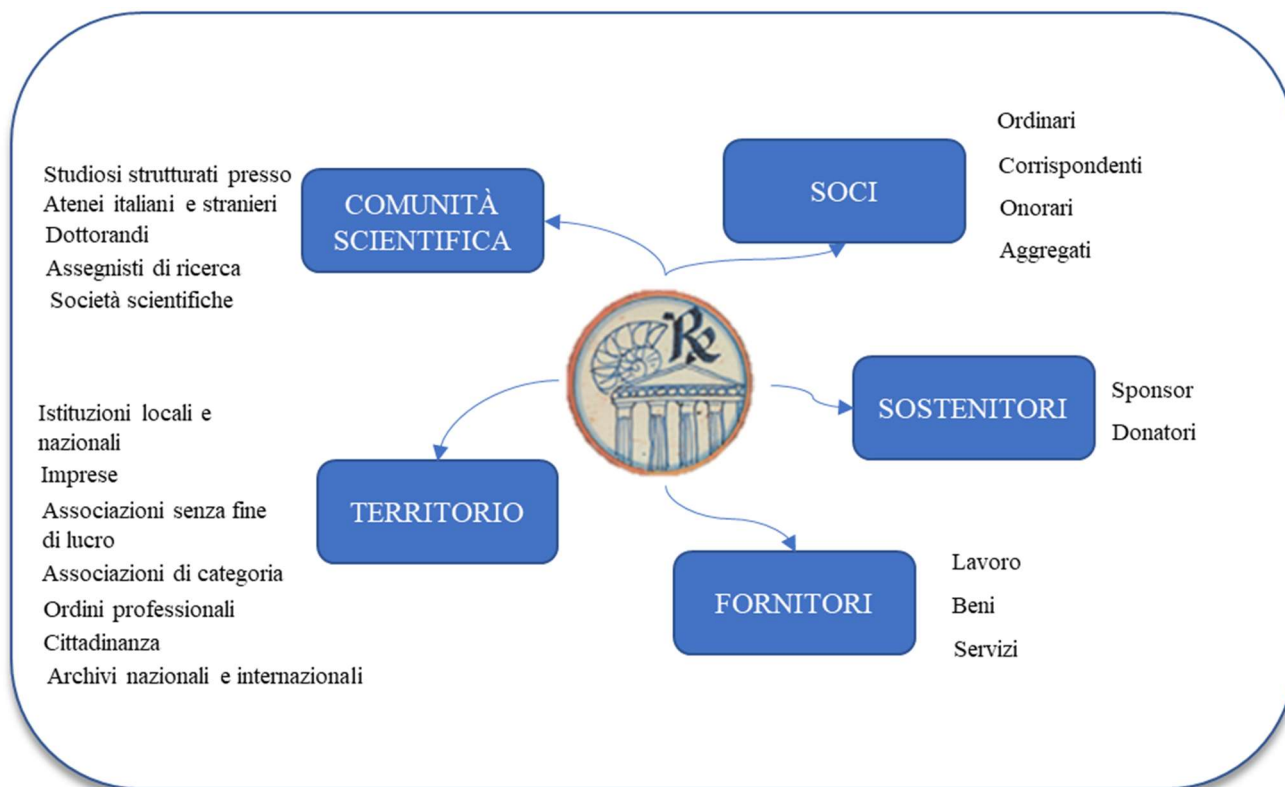 COMUNITÀ
SCIENTIFICA
Studiosi strutturati presso
Atenei italiani e stranieri
Dottorandi
Assegnisti di ricerca
Società scientifiche
SOCI
Ordinari
Corrispondenti
Onorari
Aggregati
SOSTENITORI
Sponsor
Donatori
TERRITORIO
Istituzioni locali e
nazionali
Imprese
Associazioni senza fine
di lucro
Associazioni di categoria
Ordini professionali
Cittadinanza
Archivi nazionali e internazionali
FORNITORI
Lavoro
Beni
Servizi